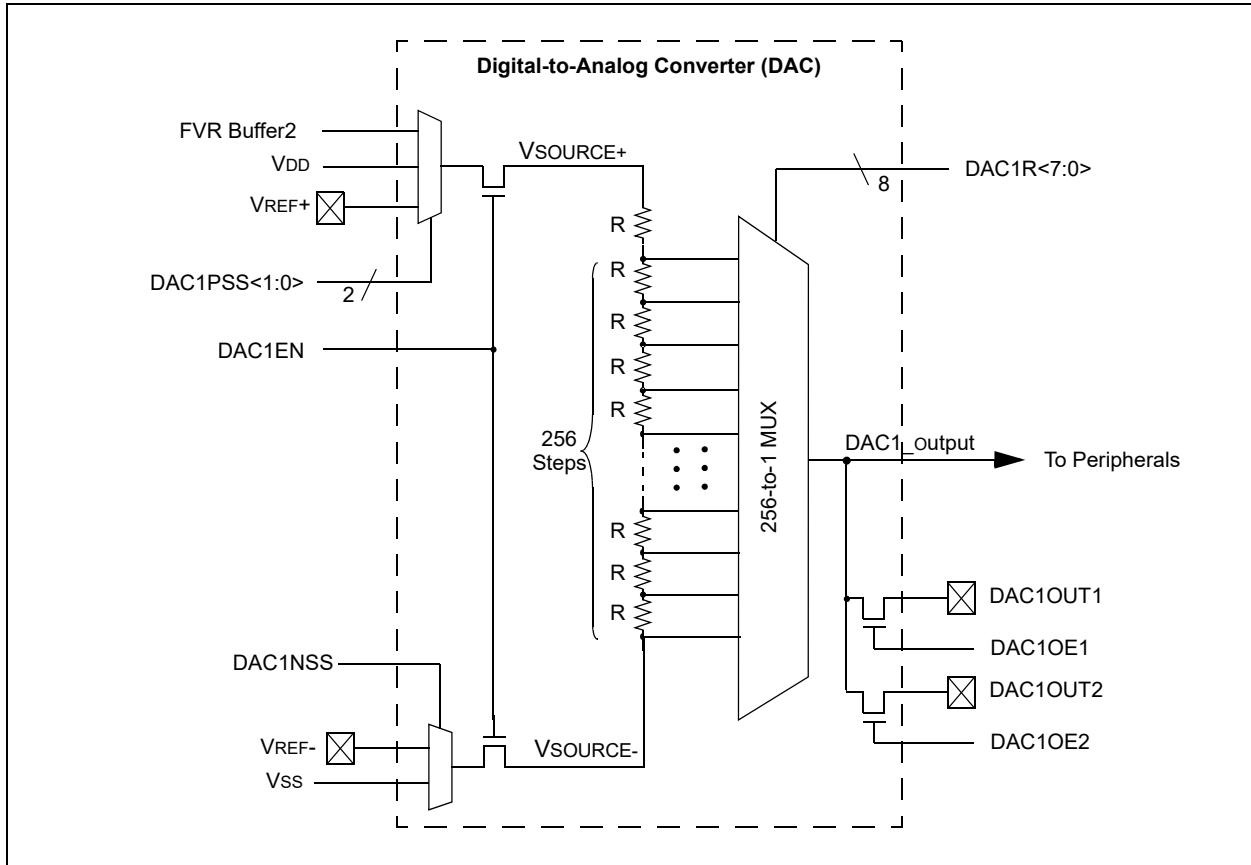 Digital-to-Analog Converter (DAC)
FVR Buffer2
VDD
VREF+
DAC1PSS<1:0>
2
DAC1EN
VSOURCE+
8
DAC1R<7:0>
R
R
R
R
R
256
Steps
R
R
R
256-to-1 MUX
DAC1_output
To Peripherals
DAC1OUT1
DAC1OE1
DAC1OUT2
DAC1OE2
DAC1NSS
VREF-
VSS
VSOURCE-